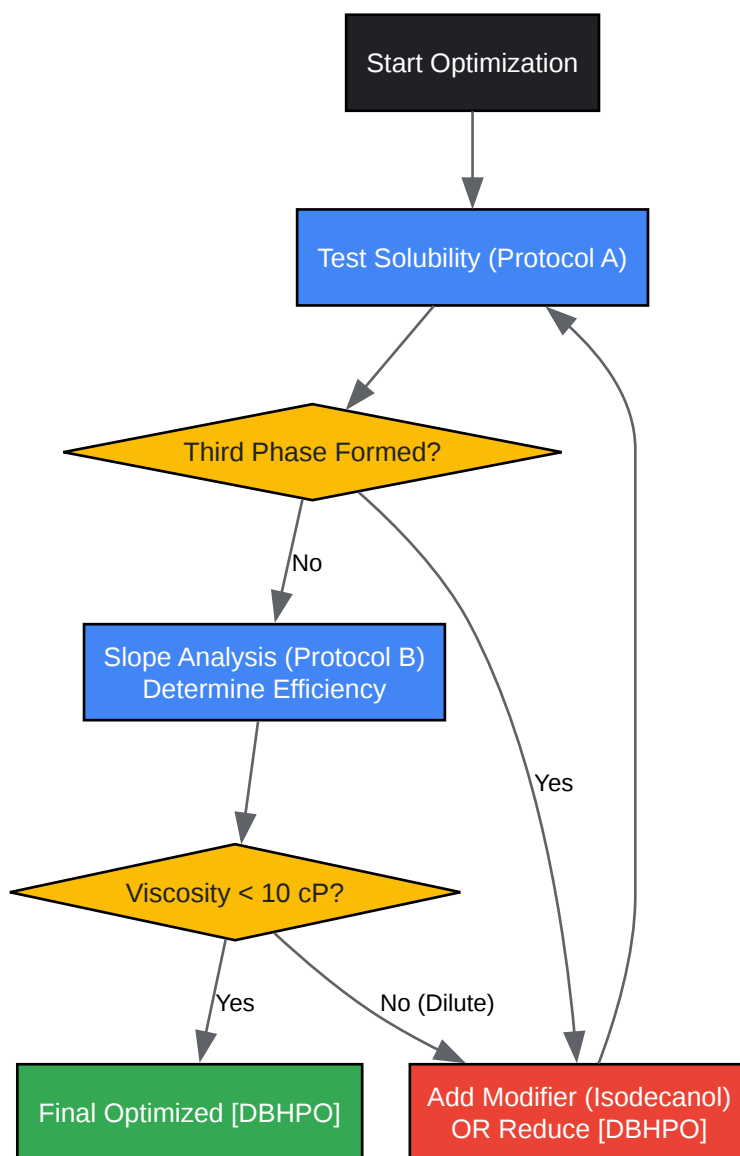 Start Optimization
Test Solubility (Protocol A)
Third Phase Formed?
No
Slope Analysis (Protocol B)
Determine Efficiency
Yes
Viscosity < 10 cP?
Yes
No (Dilute)
Final Optimized [DBHPO]
Add Modifier (Isodecanol)
OR Reduce [DBHPO]